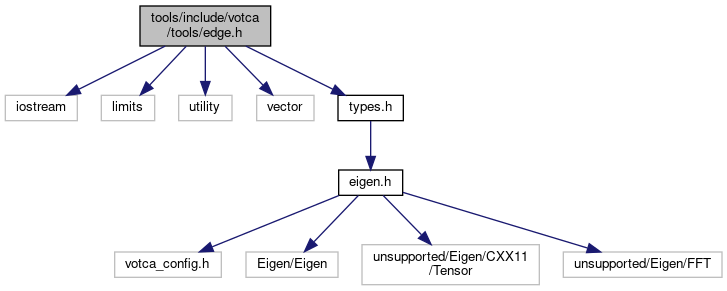 tools/include/votca
/tools/edge.h
iostream
limits
utility
vector
types.h
eigen.h
votca_config.h
Eigen/Eigen
unsupported/Eigen/CXX11
/Tensor
unsupported/Eigen/FFT